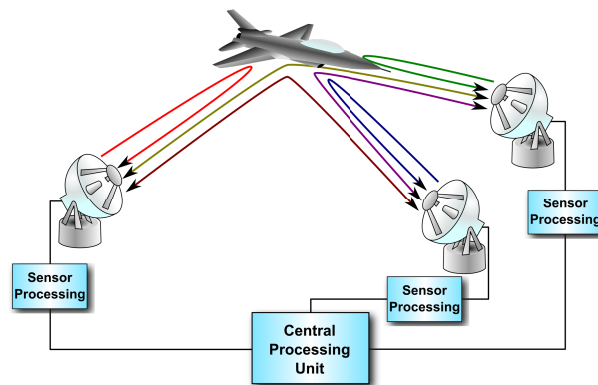 Sensor
Processing
Sensor
Processing
Sensor
Processing
Central
Processing
Unit